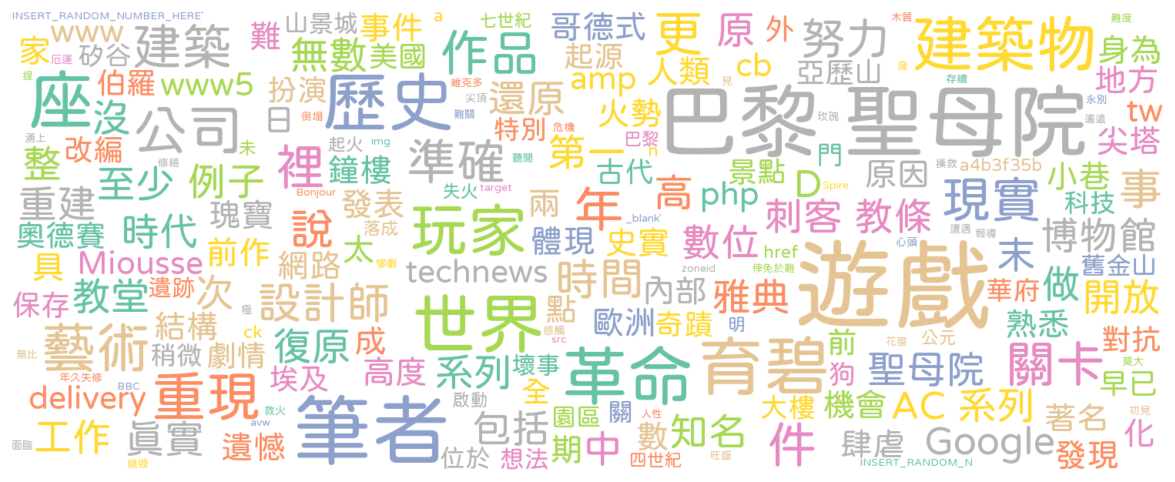 INSERT_RANDOM_NUMBER_HERE'
家
厄運
www
矽谷
建築
難
山景城
事件
a
七世紀
無數
美國
作品
哥德式
起源
更
amp
人類
原
cb
外
努力
亞歷山
木質
度
建築物
難度
身為
地方
提
座
沒
伯羅
www5
公司
扮演
日
倒塌
歷史
維克多
尖頂
難關
還原
特別
危機
火勢
巴黎
n
巴黎 聖母院
玫瑰
兒
存續
永別
遙遠
tw
尖塔
湧上
整
改編
修繕
未
至少
例子
裡
起火
img
鐘樓
聽聞
準確
第一
古代
景點
門
D
原因
撲救
a4b3f35b
小巷
科技
事
重建
瑰寶
說
Bonjour
發表
落成
失火
target
玩家
兩
年
高
php
Spire
刺客 教條
現實
遭遇
報導
博物館
奧德賽
時代
前作
太
_blank'
體現
史實
數位
href
心頭
末
舊金山
具
Miousse
網路
爆劇
technews
時間
zoneid
內部
倖免於難
遊戲
華府
做
開放
保存
教堂
遺跡
次
極
設計師
世界
點
感觸
src
歐洲
奇蹟
雅典
明
花窗
公元
熟悉
對抗
無比
藝術
結構
稍微
ck
劇情
復原
成
系列
壞事
革命
育碧
前
狗
聖母院
關卡
莫大
早已
年久失修
delivery
BBC
重現
救火
avw
埃及
高度
筆者
啟動
全
園區
關
人性
大樓
機會
AC 系列
著名
初見
化
面臨
工作
燒毀
真實
遺憾
位於
包括
想法
期
中
數
四世紀
知名
旺盛
件
肆虐
Google
INSERT_RANDOM_N
發現